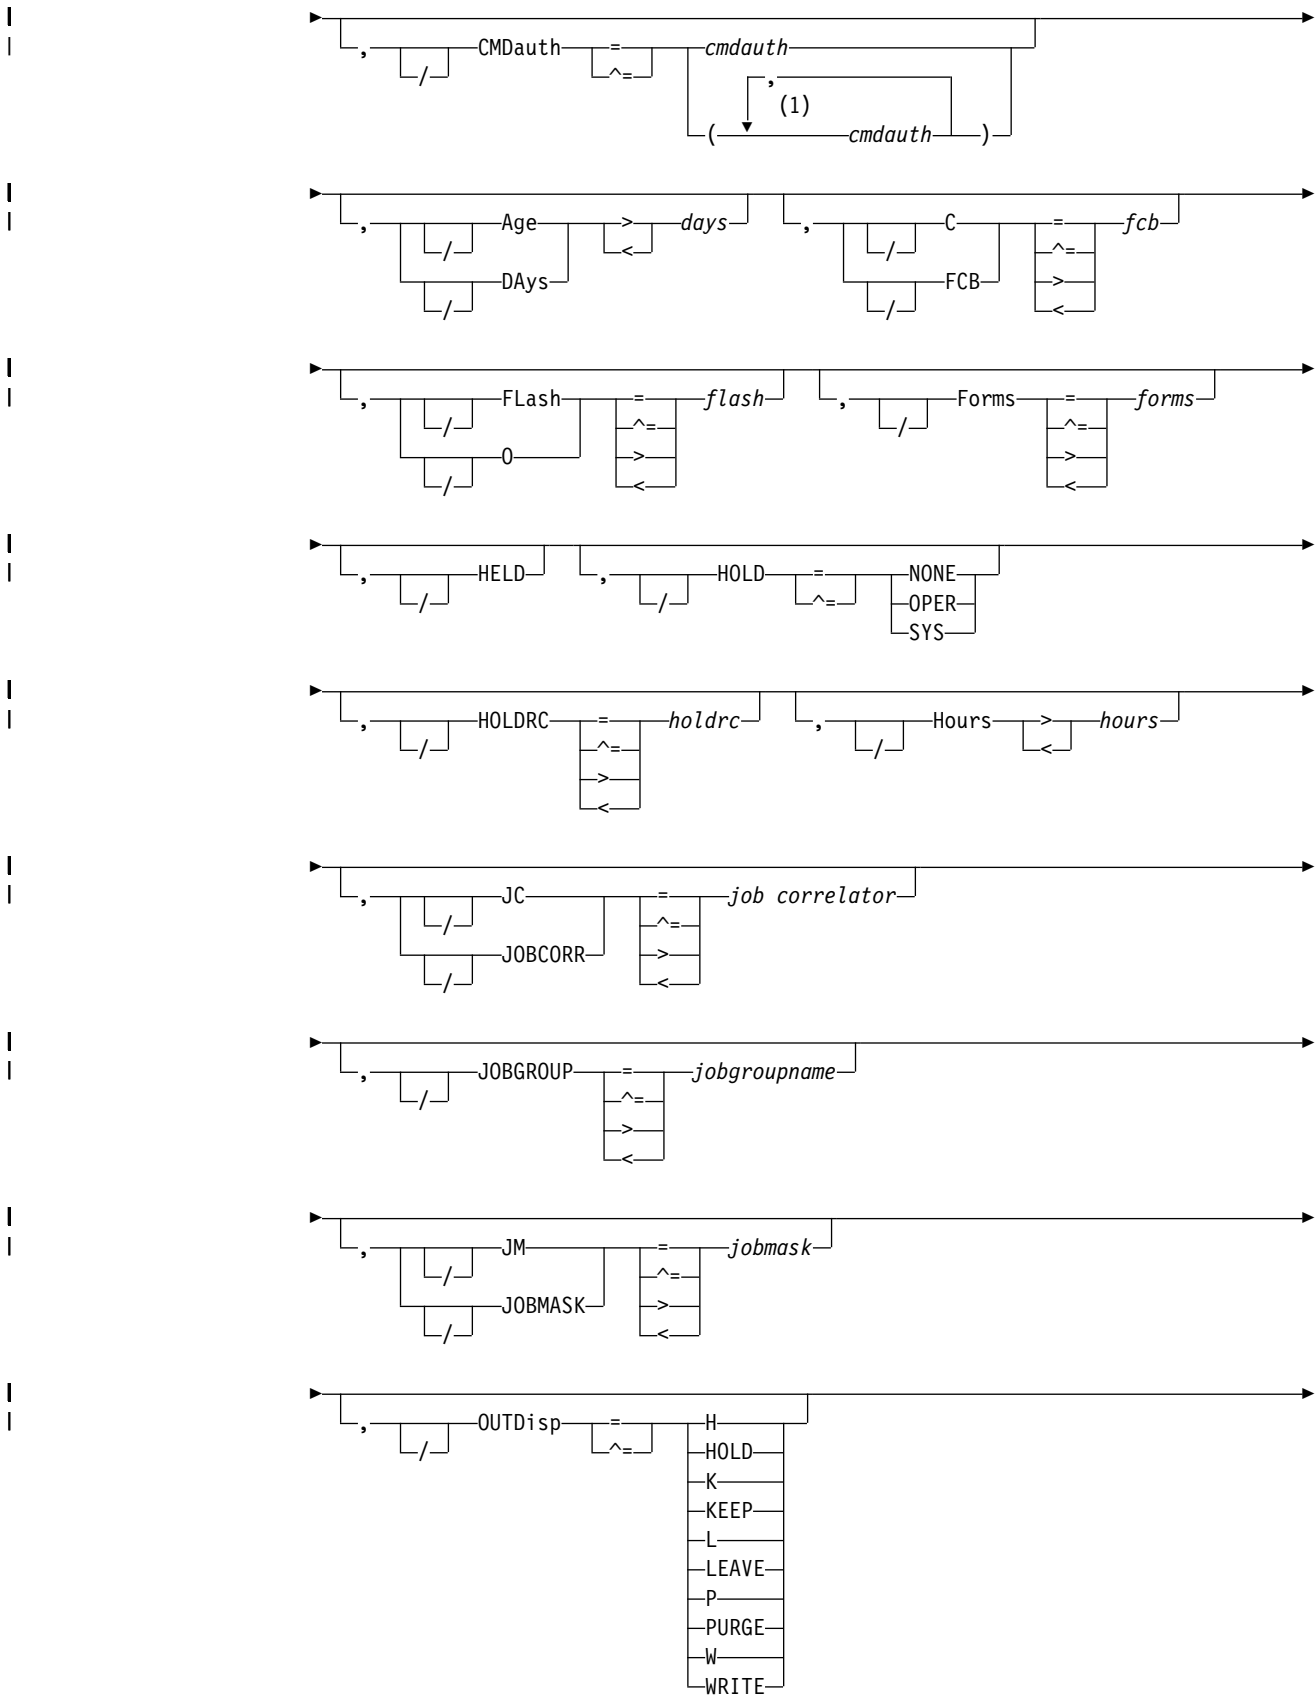 , / CMDauth = cmdauth
^=
,
(1)
( cmdauth )
, / Age > days , / C = fcb
< ^=
/ DAys / FCB >
<
, / FLash = flash , / Forms = forms
^= ^=
/ O > >
< <
, / HELD , / HOLD = NONE
^= OPER
SYS
, / HOLDRC = holdrc , / Hours > hours
^= <
>
<
, / JC = job correlator
^=
/ JOBCORR >
<
, / JOBGROUP = jobgroupname
^=
>
<
, / JM = jobmask
^=
/ JOBMASK >
<
, / OUTDisp = H
^= HOLD
K
KEEP
L
LEAVE
P
PURGE
W
WRITE